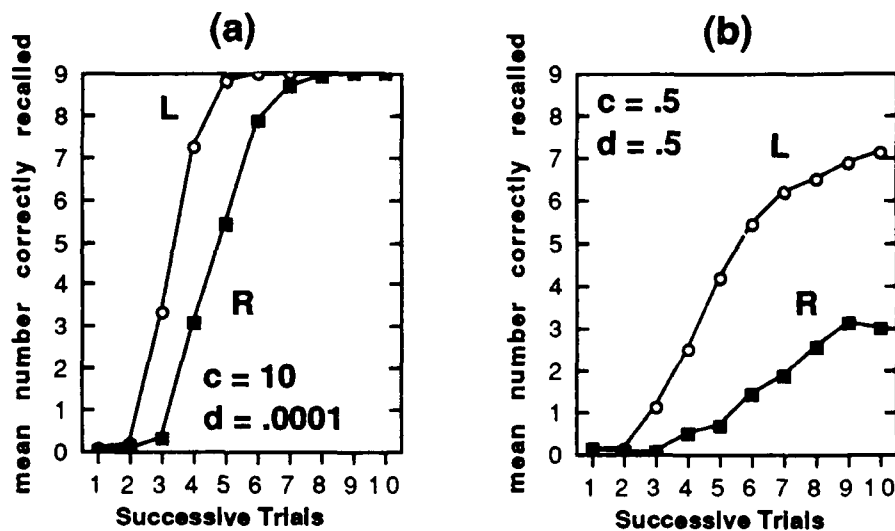 (a)
mean number correctly recalled
9
8
7
6
5
4
3
2
1
0
L
R
c = 10
d = .0001
1 2 3 4 5 6 7 8 9 10
Successive Trials
(b)
mean number correctly recalled
9
8
7
6
5
4
3
2
1
0
c = .5
d = .5
L
R
1 2 3 4 5 6 7 8 9 10
Successive Trials